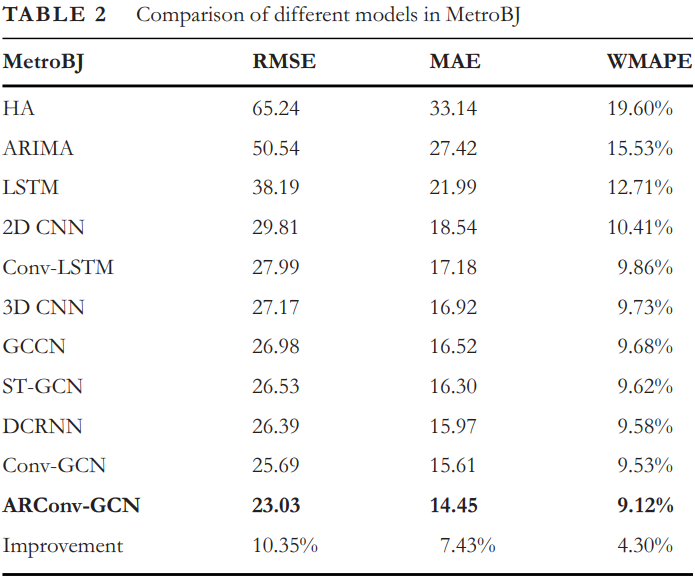 TABLE 2 Comparison of different models in MetroBJ
MetroBJ RMSE MAE WMAPE
HA 65.24 33.14 19.60%
ARIMA 50.54 27.42 15.53%
LSTM 38.19 21.99 12.71%
2D CNN 29.81 18.54 10.41%
Conv-LSTM 27.99 17.18 9.86%
3D CNN 27.17 16.92 9.73%
GCCN 26.98 16.52 9.68%
ST-GCN 26.53 16.30 9.62%
DCRNN 26.39 15.97 9.58%
Conv-GCN 25.69 15.61 9.53%
ARConv-GCN 23.03 14.45 9.12%
Improvement 10.35% 7.43% 4.30%